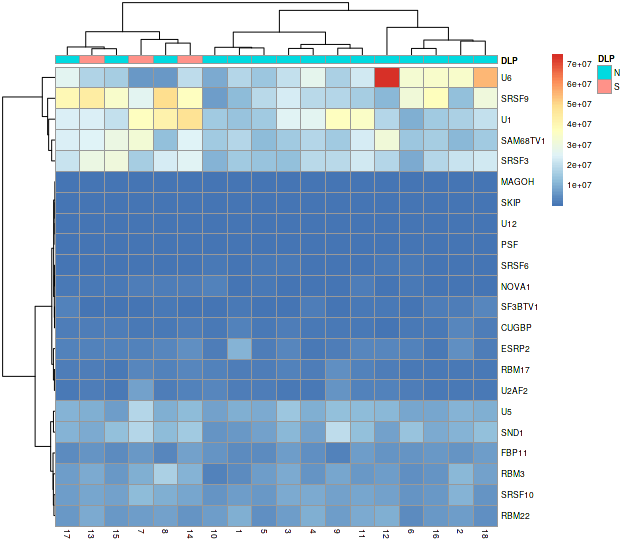 DLP
U6
SRSF9
U1
SAM68TV1
SRSF3
MAGOH
SKIP
U12
PSF
SRSF6
NOVA1
SF3BTV1
CUGBP
ESRP2
RBM17
U2AF2
U5
SND1
FBP11
RBM3
SRSF10
RBM22
17 13 15 7 8 14 10 1 5 3 4 9 11 12 6 16 2 18
7e+07
6e+07
5e+07
4e+07
3e+07
2e+07
1e+07
DLP
N
S